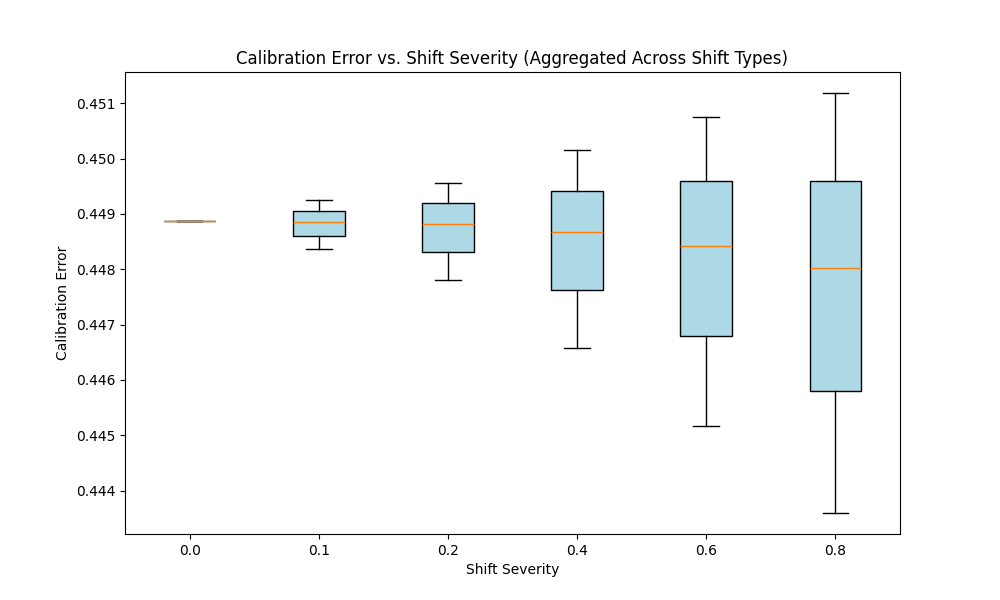 Calibration Error vs. Shift Severity (Aggregated Across Shift Types)
Calibration Error
0.451
0.450
0.449
0.448
0.447
0.446
0.445
0.444
0.0 0.1 0.2 0.4 0.6 0.8
Shift Severity